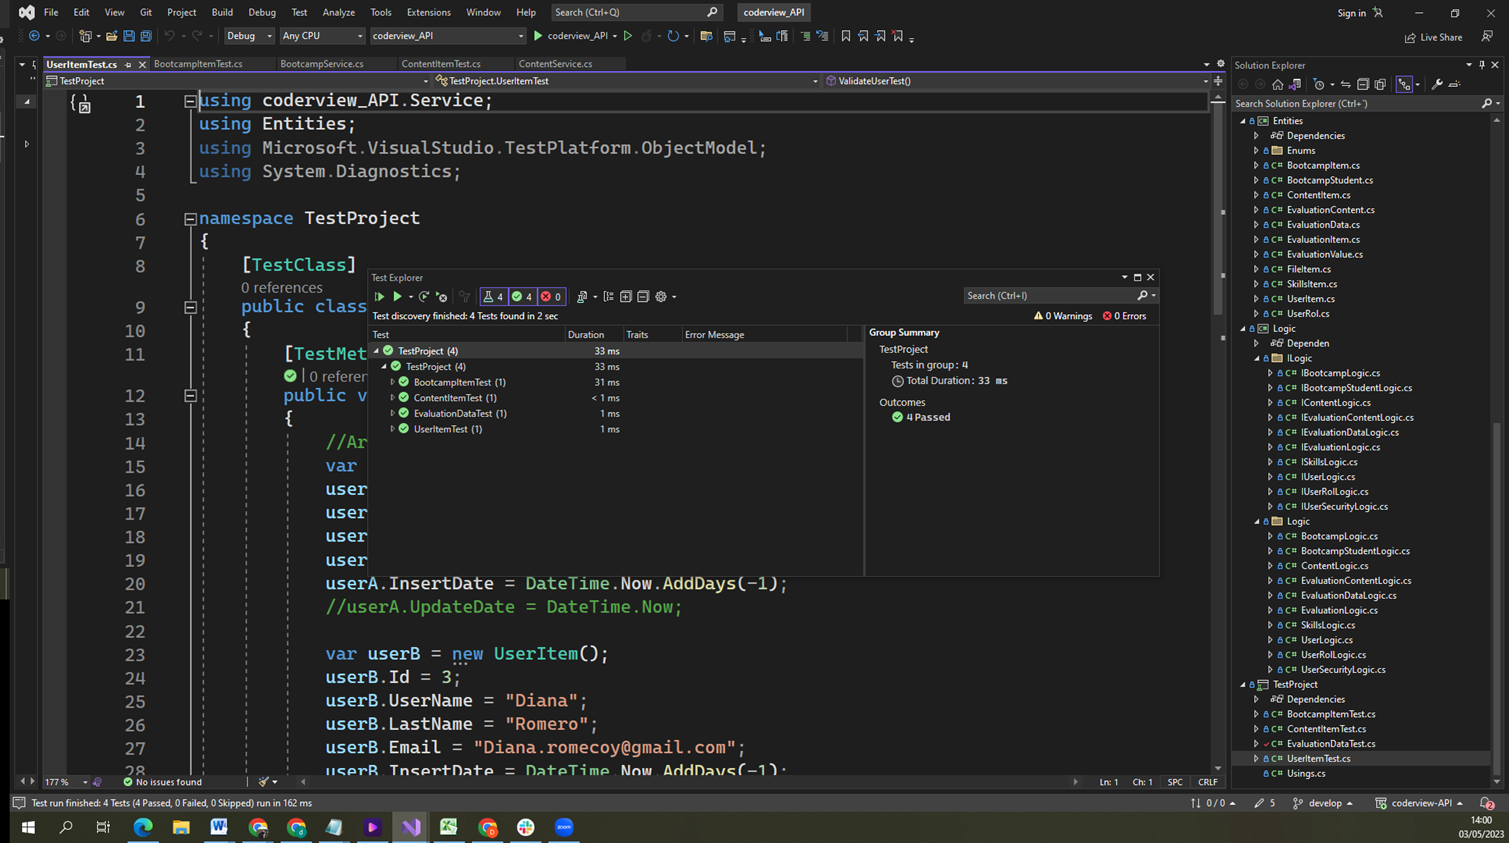 File Edit View Git Project Build Debug Test Analyze Tools Extensions Window Help Search (Ctrl+Q) coderview_API Sign in
Debug Any CPU coderview_API coderview_API Live Share
UserItemTest.cs BootcampItemTest.cs BootcampService.cs ContentItemTest.cs ContentService.cs
TestProject TestProject.UserItemTest ValidateUserTest()
1 using coderview_API.Service;
2 using Entities;
3 using Microsoft.VisualStudio.TestPlatform.ObjectModel;
4 using System.Diagnostics;
5
6 namespace TestProject
7 {
8 [TestClass]
0 references
9 public class
10 {
11 [TestMet
0 referen
12 public v
13 {
14 //Ar
15 var
16 user
17 user
18 user
19 user
20 userA.InsertDate = DateTime.Now.AddDays(-1);
21 //userA.UpdateDate = DateTime.Now;
22
23 var userB = new UserItem();
24 userB.Id = 3;
25 userB.UserName = "Diana";
26 userB.LastName = "Romero";
27 userB.Email = "Diana.romecoy@gmail.com";
28 userB.InsertDate = DateTime.Now.AddDays(-1);
Test Explorer
4 4 0 Search (Ctrl+I)
Test discovery finished: 4 Tests found in 2 sec 0 Warnings 0 Errors
Test Duration Traits Error Message
TestProject (4) 33 ms
TestProject (4) 33 ms
BootcampItemTest (1) 31 ms
ContentItemTest (1) < 1 ms
EvaluationDataTest (1) 1 ms
UserItemTest (1) 1 ms
Group Summary
TestProject
Tests in group: 4
Total Duration: 33 ms
Outcomes
4 Passed
177 % No issues found Ln: 1 Ch: 1 SPC CRLF
Solution Explorer
Search Solution Explorer (Ctrl+´)
Entities
Dependencies
Enums
BootcampItem.cs
BootcampStudent.cs
ContentItem.cs
EvaluationContent.cs
EvaluationData.cs
EvaluationItem.cs
EvaluationValue.cs
FileItem.cs
SkillsItem.cs
UserItem.cs
UserRol.cs
Logic
Dependen
ILogic
IBootcampLogic.cs
IBootcampStudentLogic.cs
IContentLogic.cs
IEvaluationContentLogic.cs
IEvaluationDataLogic.cs
IEvaluationLogic.cs
ISkillsLogic.cs
IUserLogic.cs
IUserRolLogic.cs
IUserSecurityLogic.cs
Logic
BootcampLogic.cs
BootcampStudentLogic.cs
ContentLogic.cs
EvaluationContentLogic.cs
EvaluationDataLogic.cs
EvaluationLogic.cs
SkillsLogic.cs
UserLogic.cs
UserRolLogic.cs
UserSecurityLogic.cs
TestProject
Dependencies
BootcampItemTest.cs
ContentItemTest.cs
EvaluationDataTest.cs
UserItemTest.cs
Usings.cs
Test run finished: 4 Tests (4 Passed, 0 Failed, 0 Skipped) run in 162 ms 0 / 0 5 develop coderview-API 2
zoom
14:00
03/05/2023